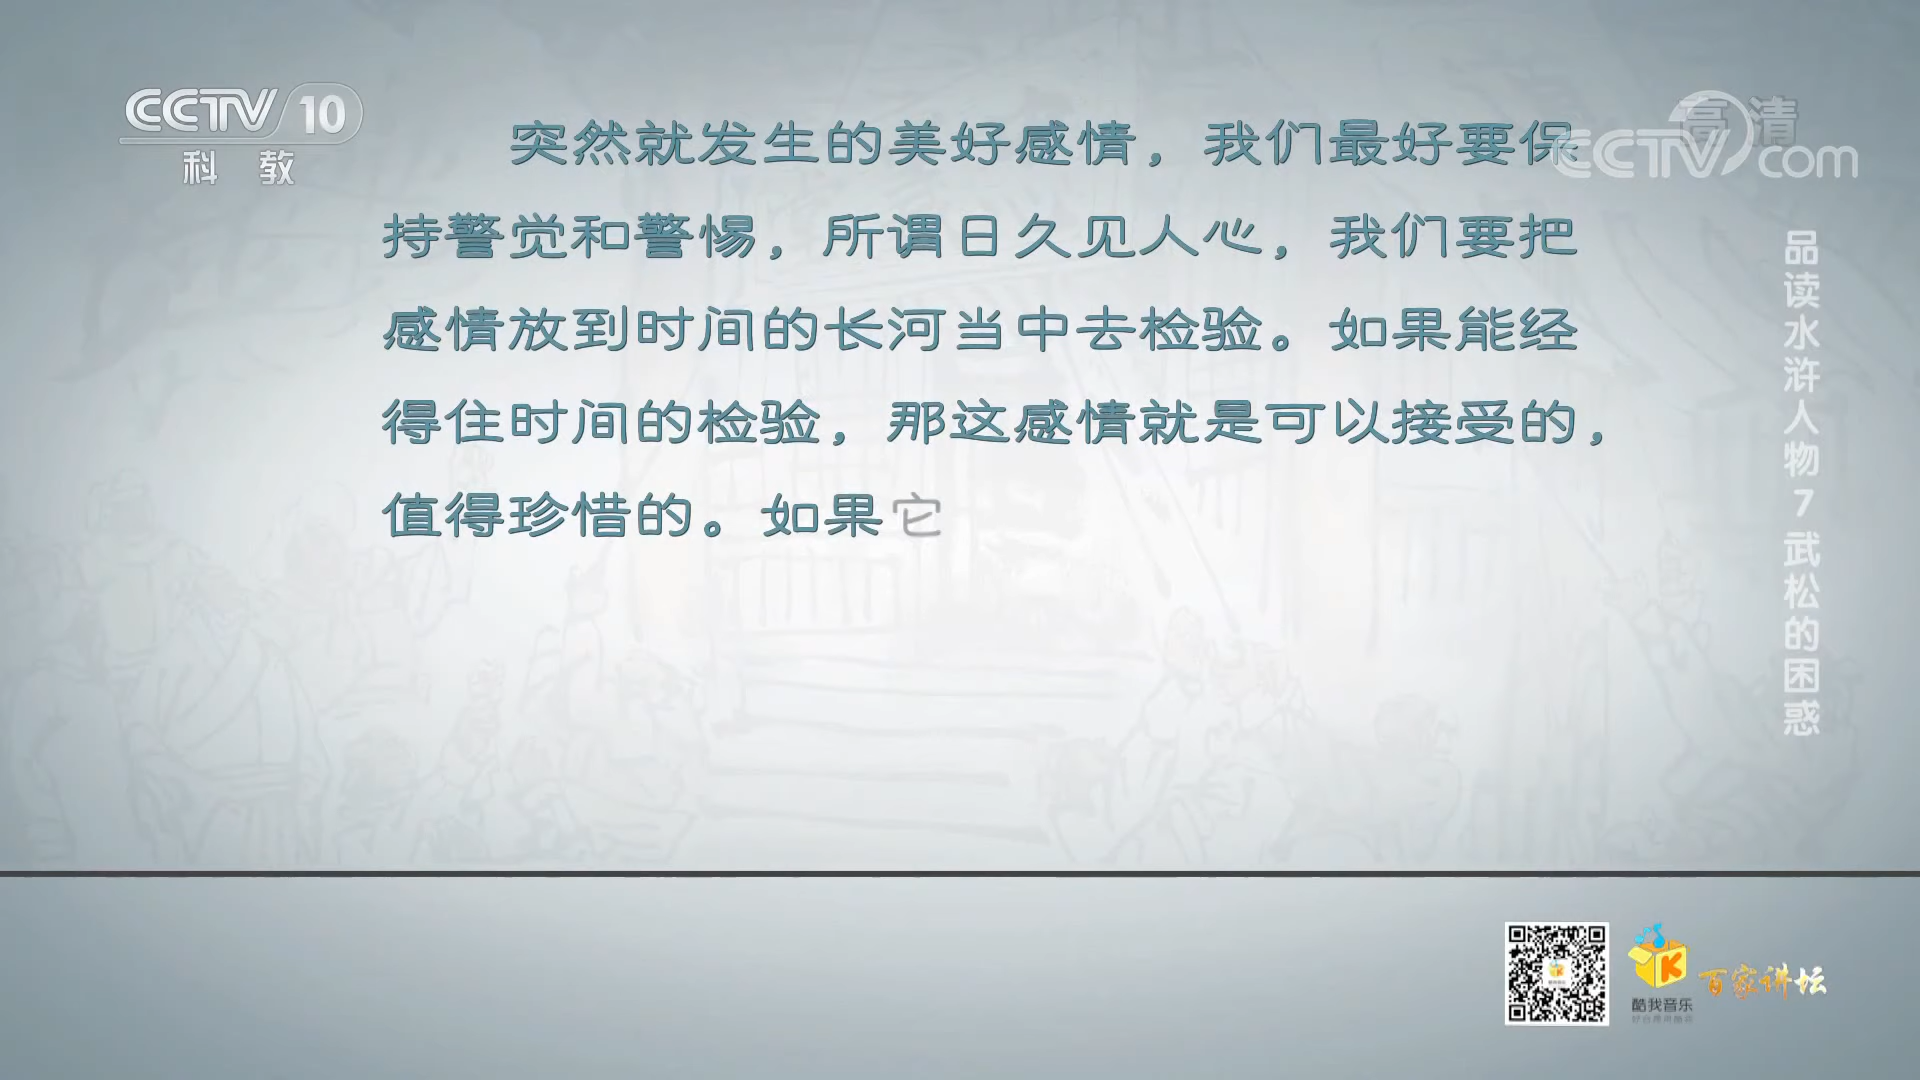 CCTV 10
科 教
高清
CCTV.com
突然就发生的美好感情，我们最好要保
持警觉和警惕，所谓日久见人心，我们要把
感情放到时间的长河当中去检验。如果能经
得住时间的检验，那这感情就是可以接受的，
值得珍惜的。如果它
品读水浒人物7武松的困惑
酷我音乐
百家讲坛